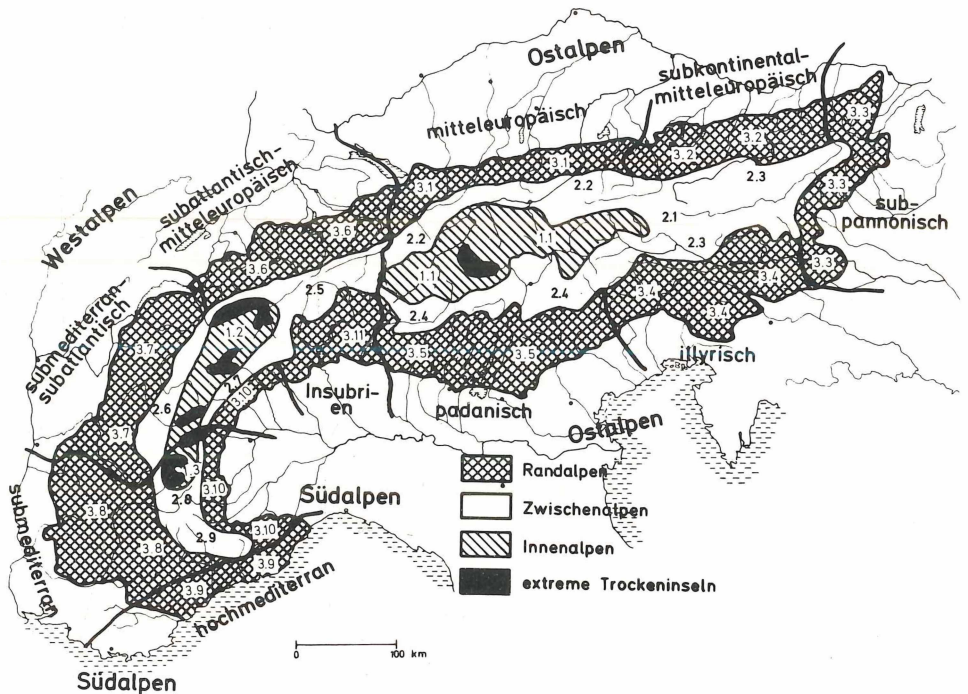 Ostalpen
subkontinental-
mitteleuropäisch
mitteleuropäisch
3.3
3.2
3.2
3.1
3.1
3.3
2.3
2.2
sub-
pannonisch
2.1
2.3
3.3
subatlantisch-
mitteleuropäisch
Westalpen
3.6
3.6
2.2
1.1
1.1
2.5
2.4
2.4
3.4
3.4
3.4
illyrisch
submediterran-
subatlantisch
3.7
3.7
1.2
3.11
3.5
3.5
Insubri-
en
padanisch
Ostalpen
2.6
3.10
3.10
3.10
2.8
2.9
Südalpen
submediterran
3.8
3.8
3.9
3.9
hochmediterran
Südalpen
Randalpen
Zwischenalpen
Innenalpen
extreme Trockeninseln
0
100 km